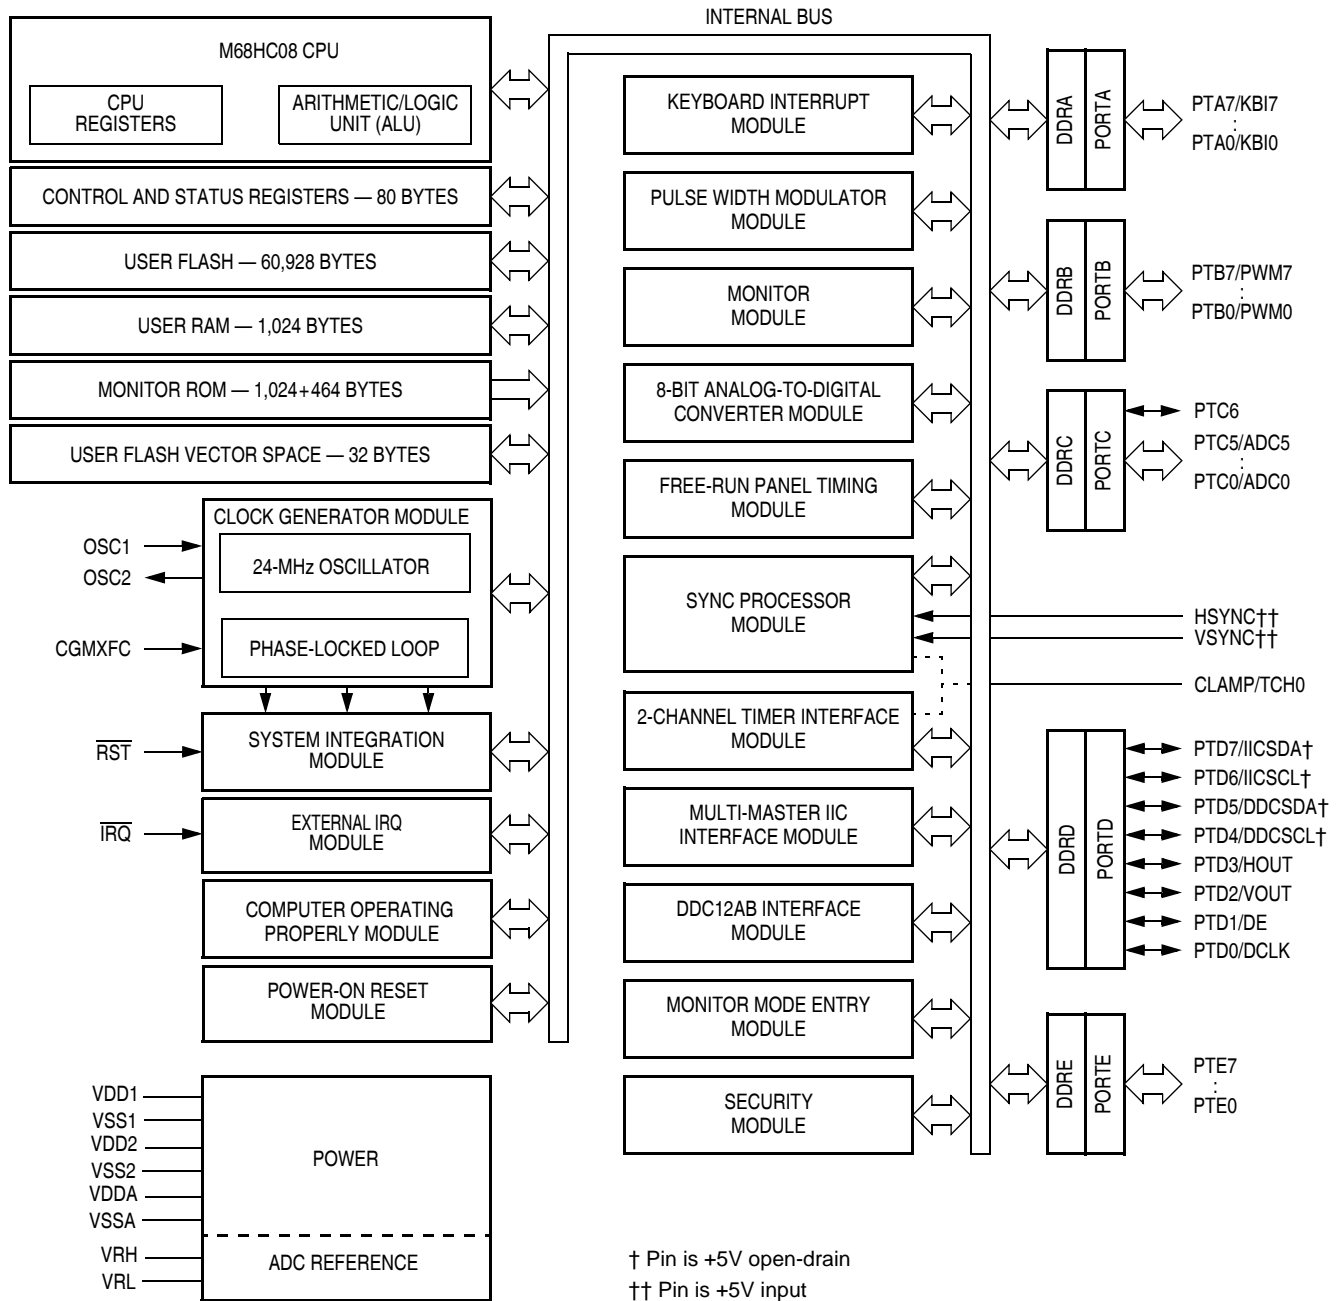 INTERNAL BUS
M68HC08 CPU
CPU
REGISTERS
ARITHMETIC/LOGIC
UNIT (ALU)
CONTROL AND STATUS REGISTERS — 80 BYTES
USER FLASH — 60,928 BYTES
USER RAM — 1,024 BYTES
MONITOR ROM — 1,024+464 BYTES
USER FLASH VECTOR SPACE — 32 BYTES
CLOCK GENERATOR MODULE
24-MHz OSCILLATOR
PHASE-LOCKED LOOP
OSC1
OSC2
CGMXFC
SYSTEM INTEGRATION
MODULE
RST
EXTERNAL IRQ
MODULE
IRQ
COMPUTER OPERATING
PROPERLY MODULE
POWER-ON RESET
MODULE
VDD1
VSS1
VDD2
VSS2
VDDA
VSSA
VRH
VRL
POWER
ADC REFERENCE
KEYBOARD INTERRUPT
MODULE
PULSE WIDTH MODULATOR
MODULE
MONITOR
MODULE
8-BIT ANALOG-TO-DIGITAL
CONVERTER MODULE
FREE-RUN PANEL TIMING
MODULE
SYNC PROCESSOR
MODULE
2-CHANNEL TIMER INTERFACE
MODULE
MULTI-MASTER IIC
INTERFACE MODULE
DDC12AB INTERFACE
MODULE
MONITOR MODE ENTRY
MODULE
SECURITY
MODULE
DDRA
PORTA
PTA7/KBI7
:
PTA0/KBI0
DDRB
PORTB
PTB7/PWM7
:
PTB0/PWM0
DDRC
PORTC
PTC6
PTC5/ADC5
:
PTC0/ADC0
HSYNC††
VSYNC††
CLAMP/TCH0
DDRD
PORTD
PTD7/IICSDA†
PTD6/IICSCL†
PTD5/DDCSDA†
PTD4/DDCSCL†
PTD3/HOUT
PTD2/VOUT
PTD1/DE
PTD0/DCLK
DDRE
PORTE
PTE7
:
PTE0
† Pin is +5V open-drain
†† Pin is +5V input